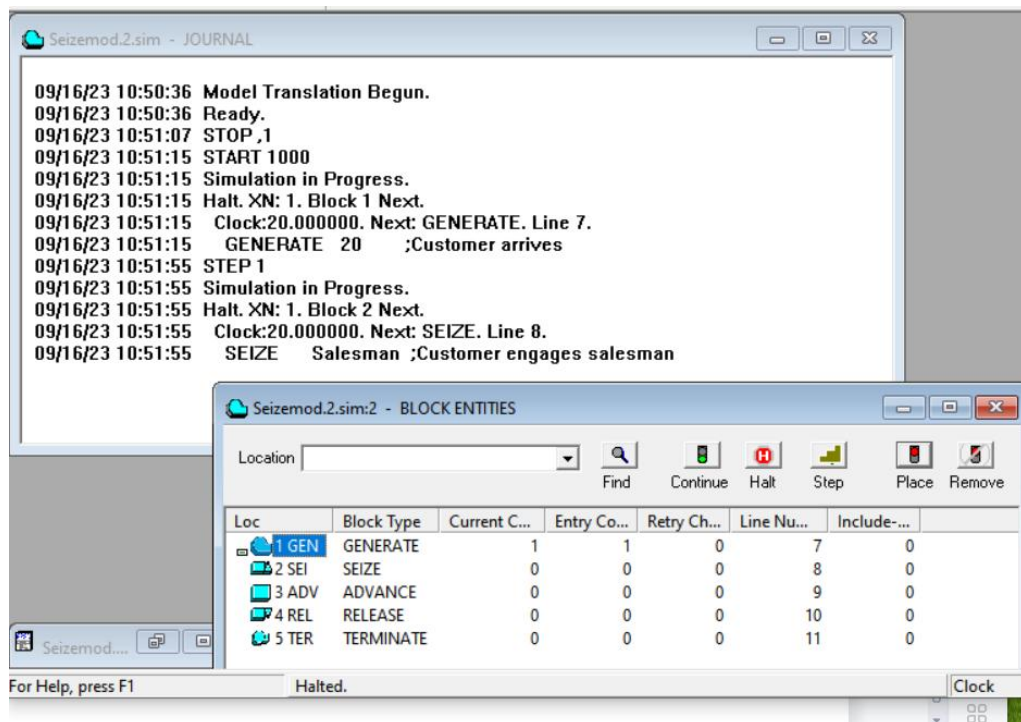 Seizemod.2.sim - JOURNAL
09/16/23 10:50:36 Model Translation Begun.
09/16/23 10:50:36 Ready.
09/16/23 10:51:07 STOP ,1
09/16/23 10:51:15 START 1000
09/16/23 10:51:15 Simulation in Progress.
09/16/23 10:51:15 Halt. XN: 1. Block 1 Next.
09/16/23 10:51:15 Clock:20.000000. Next: GENERATE. Line 7.
09/16/23 10:51:15 GENERATE 20 ;Customer arrives
09/16/23 10:51:55 STEP 1
09/16/23 10:51:55 Simulation in Progress.
09/16/23 10:51:55 Halt. XN: 1. Block 2 Next.
09/16/23 10:51:55 Clock:20.000000. Next: SEIZE. Line 8.
09/16/23 10:51:55 SEIZE Salesman ;Customer engages salesman
Seizemod.2.sim:2 - BLOCK ENTITIES
Location
Find Continue Halt Step Place Remove
Loc Block Type Current C... Entry Co... Retry Ch... Line Nu... Include-...
1 GEN GENERATE 1 1 0 7 0
2 SEI SEIZE 0 0 0 8 0
3 ADV ADVANCE 0 0 0 9 0
4 REL RELEASE 0 0 0 10 0
5 TER TERMINATE 0 0 0 11 0
Seizemod....
For Help, press F1 Halted. Clock